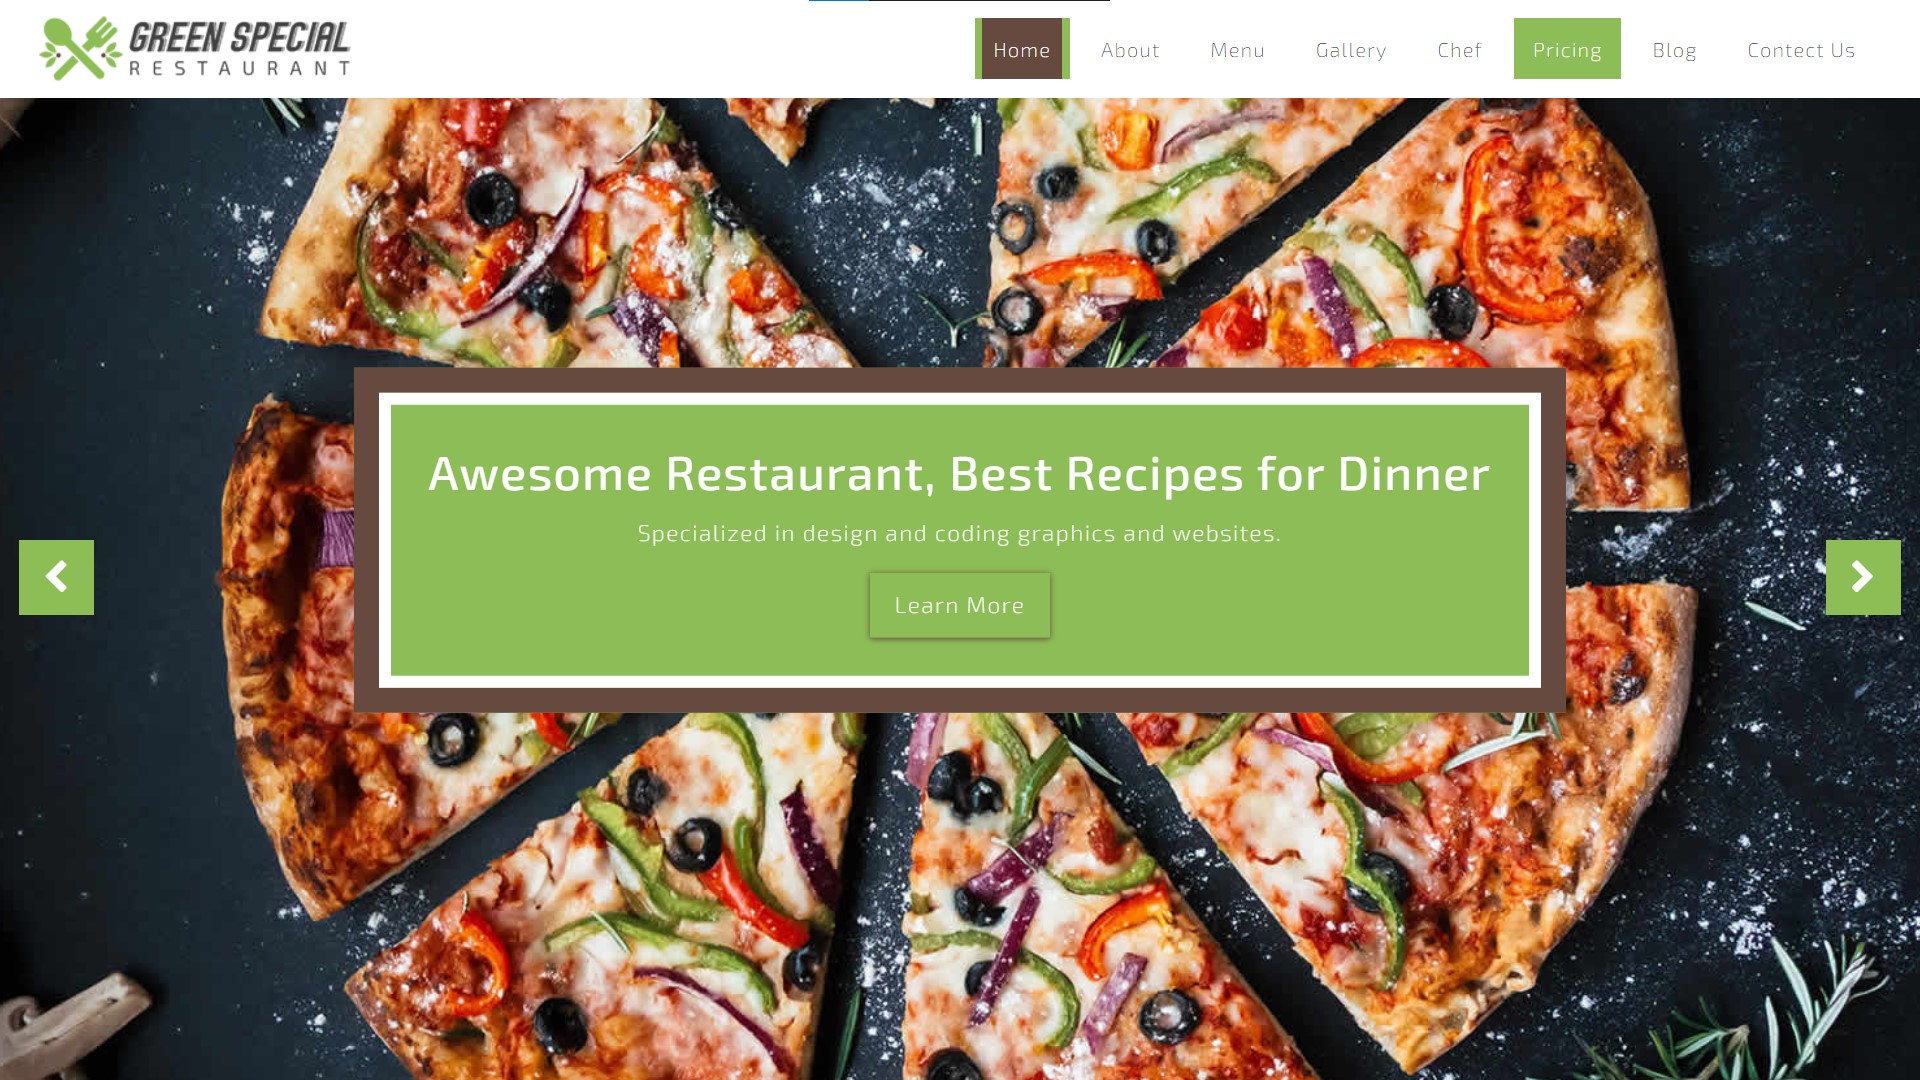 GREEN SPECIAL
RESTAURANT
Home About Menu Gallery Chef Pricing Blog Contect Us
Awesome Restaurant, Best Recipes for Dinner
Specialized in design and coding graphics and websites.
Learn More